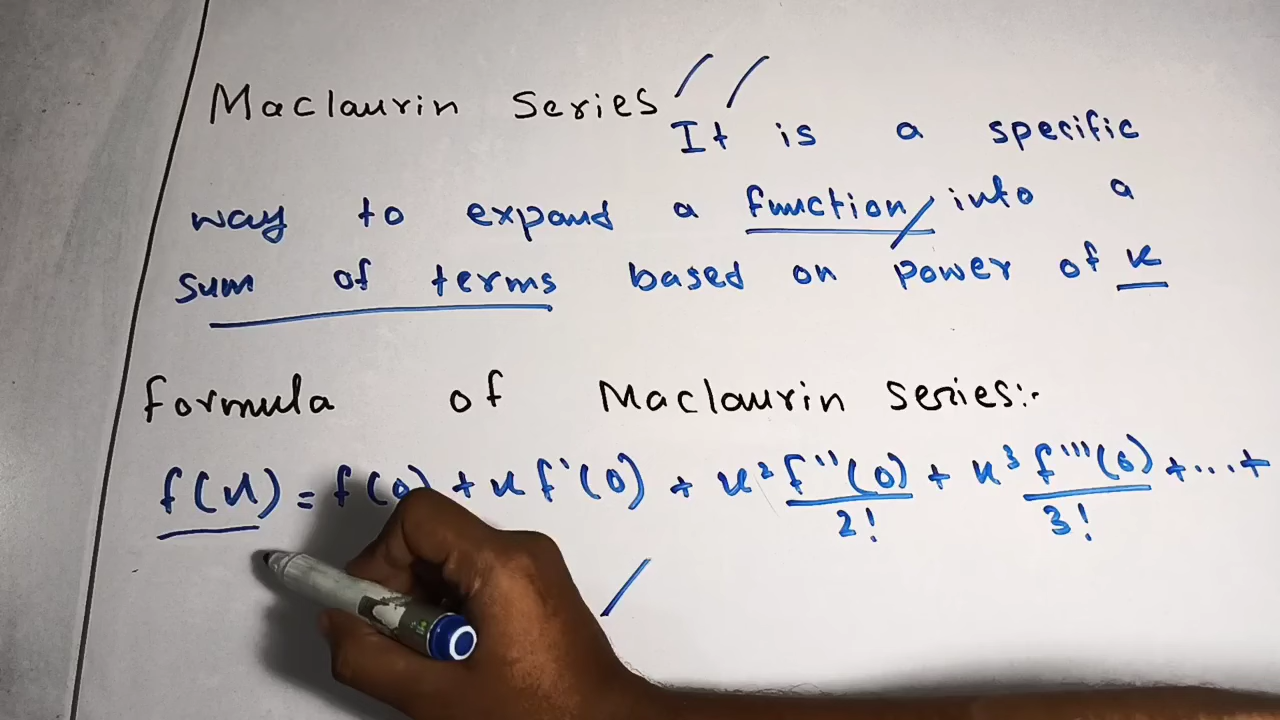 Maclaurin Series
It is a specific
way to expand a function into a
sum of terms based on power of x
formula of Maclaurin series:-
f(x) = f(0) + x f'(0) + x² f''(0)/2! + x³ f'''(0)/3! + ... +